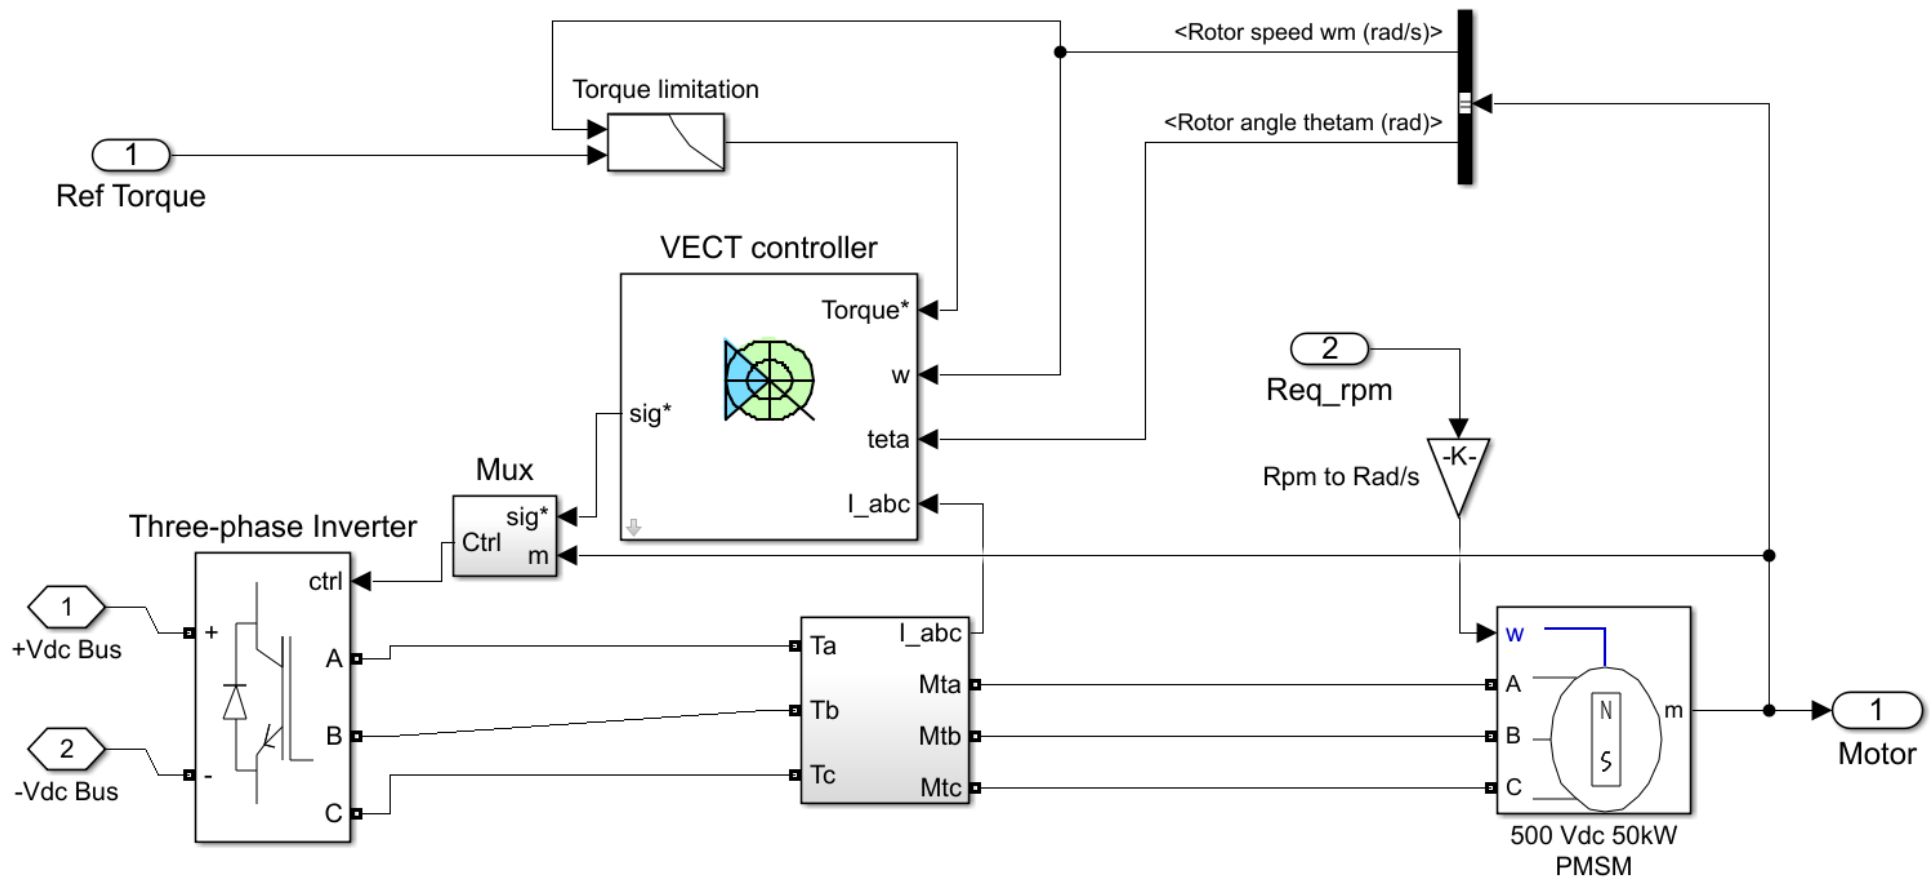 <Rotor speed wm (rad/s)>
Torque limitation
<Rotor angle thetam (rad)>
1
Ref Torque
VECT controller
Torque*
w
sig*
teta
I_abc
2
Req_rpm
-K-
Rpm to Rad/s
Mux
sig*
Ctrl
m
Three-phase Inverter
ctrl
1
+Vdc Bus
+
A
2
-Vdc Bus
-
B
C
I_abc
Ta
Mta
Tb
Mtb
Tc
Mtc
w
A
N
m
B
S
C
1
Motor
500 Vdc 50kW
PMSM